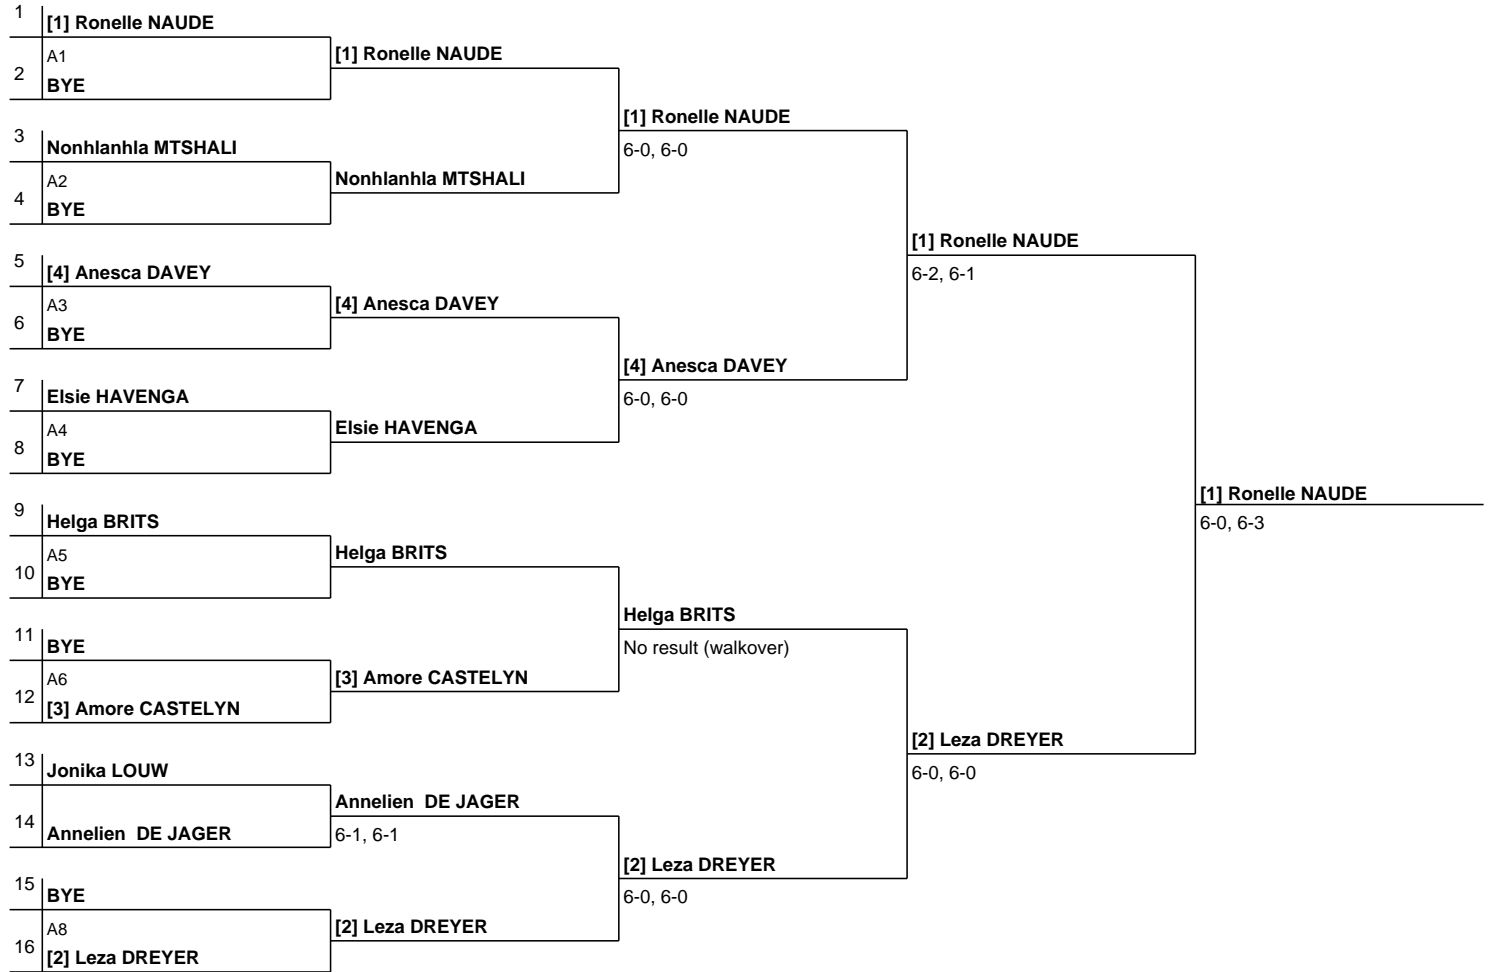 1
[1] Ronelle NAUDE
A1
2
BYE
[1] Ronelle NAUDE
3
Nonhlanhla MTSHALI
A2
4
BYE
Nonhlanhla MTSHALI
[1] Ronelle NAUDE
6-0, 6-0
5
[4] Anesca DAVEY
A3
6
BYE
[4] Anesca DAVEY
7
Elsie HAVENGA
A4
8
BYE
Elsie HAVENGA
[4] Anesca DAVEY
6-0, 6-0
[1] Ronelle NAUDE
6-2, 6-1
9
Helga BRITS
A5
10
BYE
Helga BRITS
11
BYE
A6
12
[3] Amore CASTELYN
[3] Amore CASTELYN
Helga BRITS
No result (walkover)
13
Jonika LOUW
14
Annelien  DE JAGER
Annelien  DE JAGER
6-1, 6-1
15
BYE
A8
16
[2] Leza DREYER
[2] Leza DREYER
[2] Leza DREYER
6-0, 6-0
[2] Leza DREYER
6-0, 6-0
[1] Ronelle NAUDE
6-0, 6-3